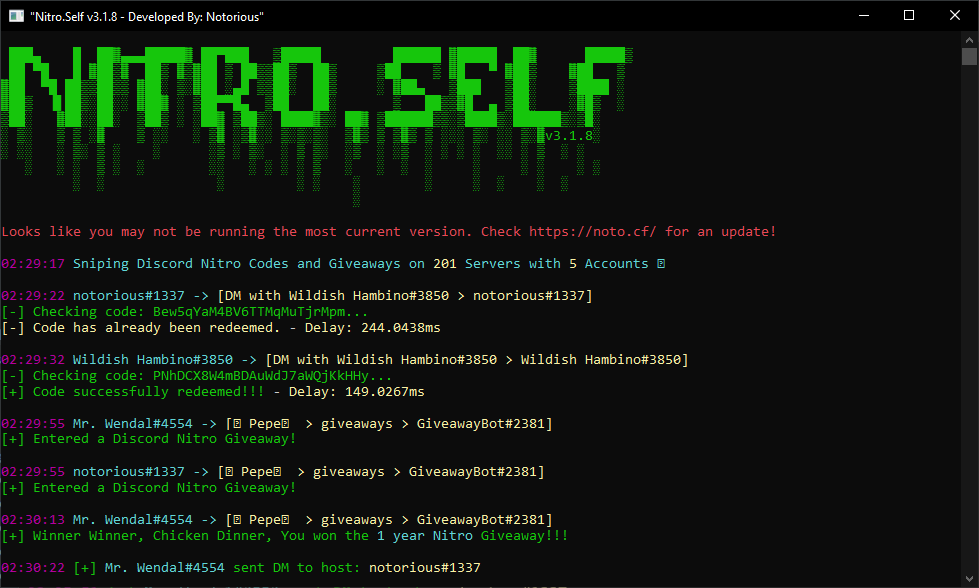 "Nitro.Self v3.1.8 - Developed By: Notorious"
NITRO.SELF
v3.1.8
Looks like you may not be running the most current version. Check https://noto.cf/ for an update!
02:29:17 Sniping Discord Nitro Codes and Giveaways on 201 Servers with 5 Accounts
02:29:22 notorious#1337 -> [DM with Wildish Hambino#3850 > notorious#1337]
[-] Checking code: Bew5qYaM4BV6TTMqMuTjrMpm...
[-] Code has already been redeemed. - Delay: 244.0438ms
02:29:32 Wildish Hambino#3850 -> [DM with Wildish Hambino#3850 > Wildish Hambino#3850]
[-] Checking code: PNhDCX8W4mBDAuWdJ7aWQjKkHHy...
[+] Code successfully redeemed!!! - Delay: 149.0267ms
02:29:55 Mr. Wendal#4554 -> [ Pepe > giveaways > GiveawayBot#2381]
[+] Entered a Discord Nitro Giveaway!
02:29:55 notorious#1337 -> [ Pepe > giveaways > GiveawayBot#2381]
[+] Entered a Discord Nitro Giveaway!
02:30:13 Mr. Wendal#4554 -> [ Pepe > giveaways > GiveawayBot#2381]
[+] Winner Winner, Chicken Dinner, You won the 1 year Nitro Giveaway!!!
02:30:22 [+] Mr. Wendal#4554 sent DM to host: notorious#1337